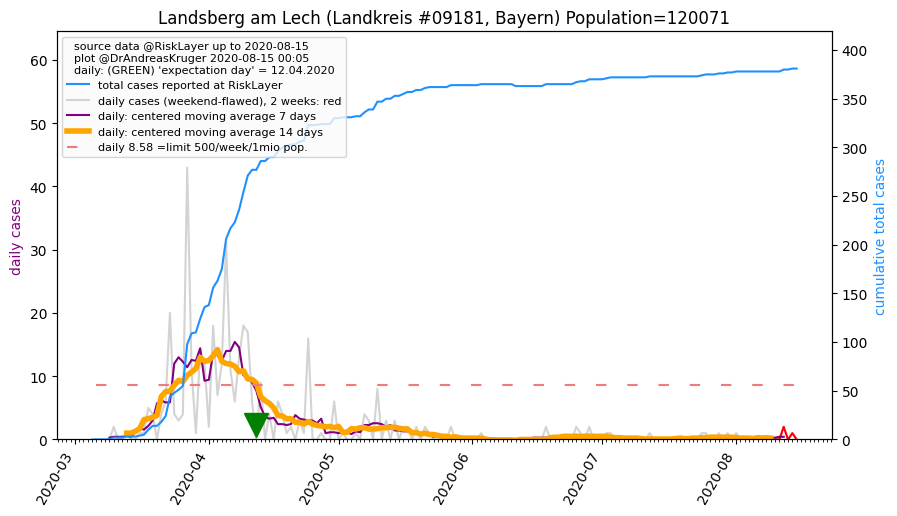 Landsberg am Lech (Landkreis #09181, Bayern) Population=120071
source data @RiskLayer up to 2020-08-15
plot @DrAndreasKruger 2020-08-15 00:05
daily: (GREEN) 'expectation day' = 12.04.2020
total cases reported at RiskLayer
daily cases (weekend-flawed), 2 weeks: red
daily: centered moving average 7 days
daily: centered moving average 14 days
daily 8.58 =limit 500/week/1mio pop.
daily cases
60
50
40
30
20
10
0
cumulative total cases
400
350
300
250
200
150
100
50
0
2020-03
2020-04
2020-05
2020-06
2020-07
2020-08